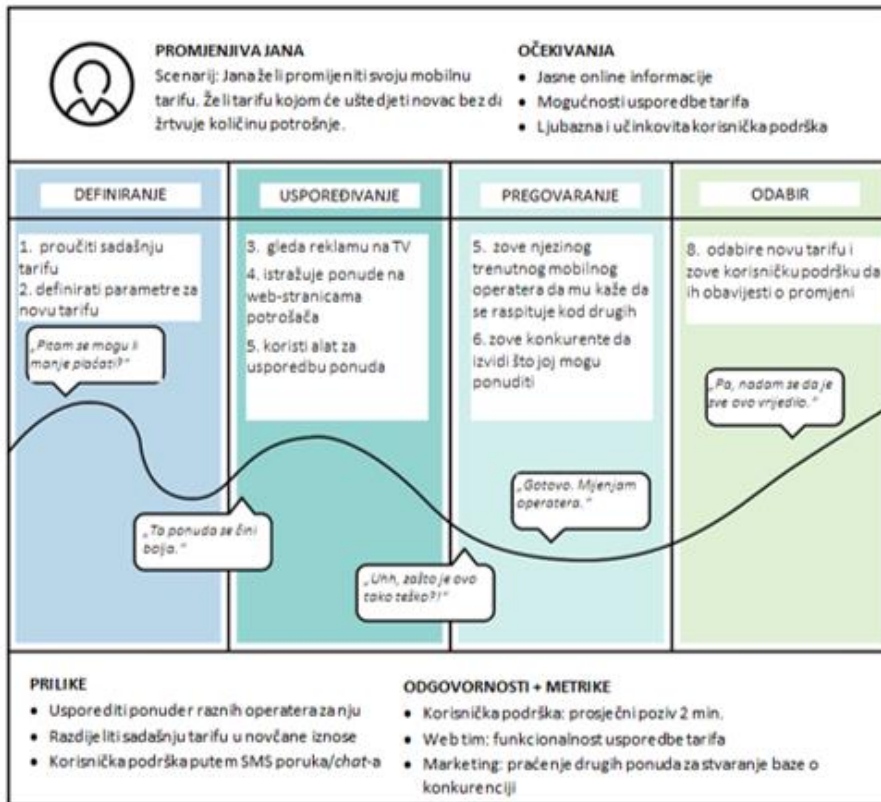 PROMJENJIVA JANA
Scenarij: Jana želi promijeniti svoju mobilnu
tarifu. Želi tarifu kojom će uštedjeti novac bez da
žrtvuje količinu potrošnje.
OČEKIVANJA
• Jasne online informacije
• Mogućnosti usporedbe tarifa
• Ljubazna i učinkovita korisnička podrška
DEFINIRANJE
1. proučiti sadašnju
tarifu
2. definirati parametre za
novu tarifu
„Pitam se mogu li
manje plaćati?“
USPOREĐIVANJE
3. gleda reklamu na TV
4. istražuje ponude na
web-stranicama
potrošača
5. koristi alat za
usporedbu ponuda
„Ta ponuda se čini
bolja.“
PREGOVARANJE
5. zove njezinog
trenutnog mobilnog
operatera da mu kaže da
se raspituje kod drugih
6. zove konkurente da
izvidi što joj mogu
ponuditi
„Uhh, zašto je ovo
tako teško?!“
„Gotovo. Mijenjam
operatera.“
ODABIR
8. odabire novu tarifu i
zove korisničku podršku da
ih obavijesti o promjeni
„Pa, nadam se da je
sve ovo vrijedilo.“
PRILIKE
• Usporediti ponude r raznih operatera za nju
• Razdijeliti sadašnju tarifu u novčane iznose
• Korisnička podrška putem SMS poruka/chat-a
ODGOVORNOSTI + METRIKE
• Korisnička podrška: prosječni poziv 2 min.
• Web tim: funkcionalnost usporedbe tarifa
• Marketing: praćenje drugih ponuda za stvaranje baze o
konkurenciji